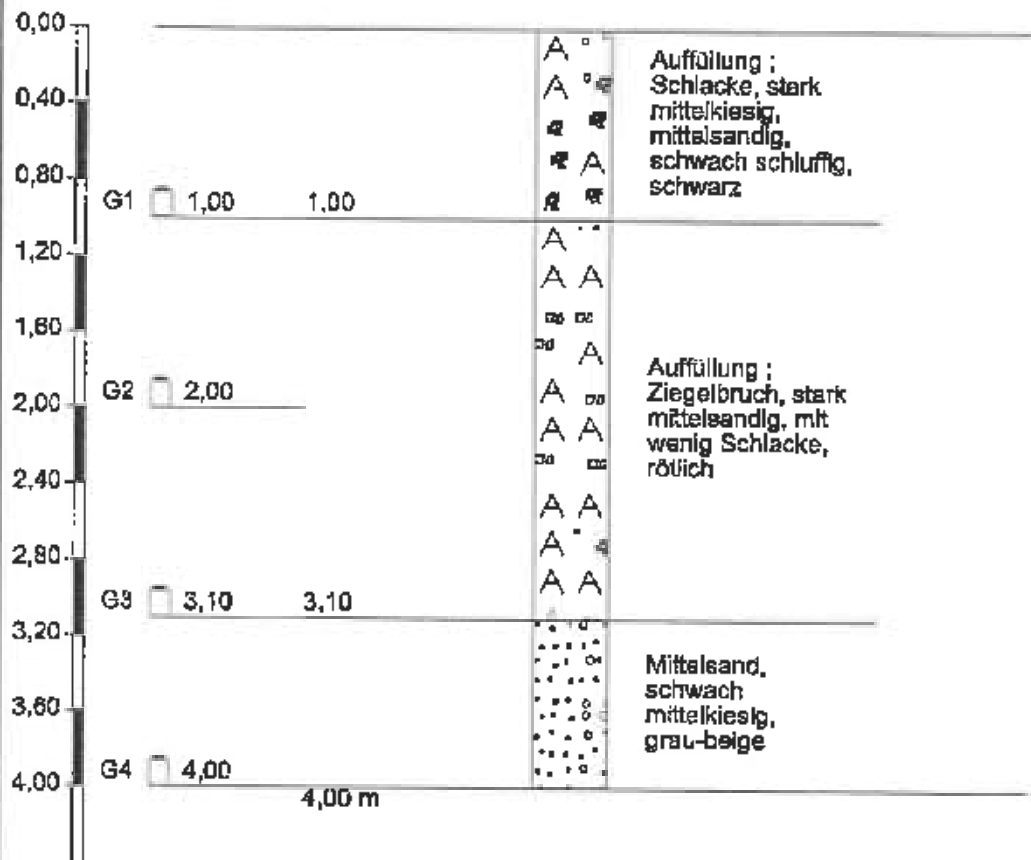 0,00
0,40
0,80
1,20
1,60
2,00
2,40
2,80
3,20
3,60
4,00
G1 1,00 1,00
G2 2,00
G3 3,10 3,10
G4 4,00
4,00 m
Auffüllung :
Schlacke, stark
mittelkiesig,
mittelsandig,
schwach schluffig,
schwarz
Auffüllung :
Ziegelbruch, stark
mittelsandig, mit
wenig Schlacke,
rötlich
Mittelsand,
schwach
mittelkiesig,
grau-beige
A
A
A
A
A A
A
A
A A
A A
A
A A